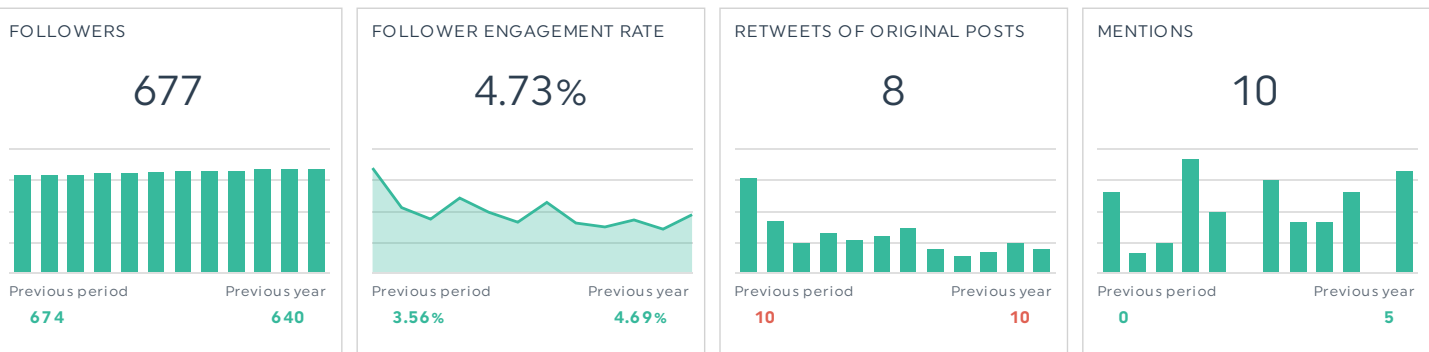 FOLLOWERS
677
Previous period Previous year
674 640
FOLLOWER ENGAGEMENT RATE
4.73%
Previous period Previous year
3.56% 4.69%
RETWEETS OF ORIGINAL POSTS
8
Previous period Previous year
10 10
MENTIONS
10
Previous period Previous year
0 5